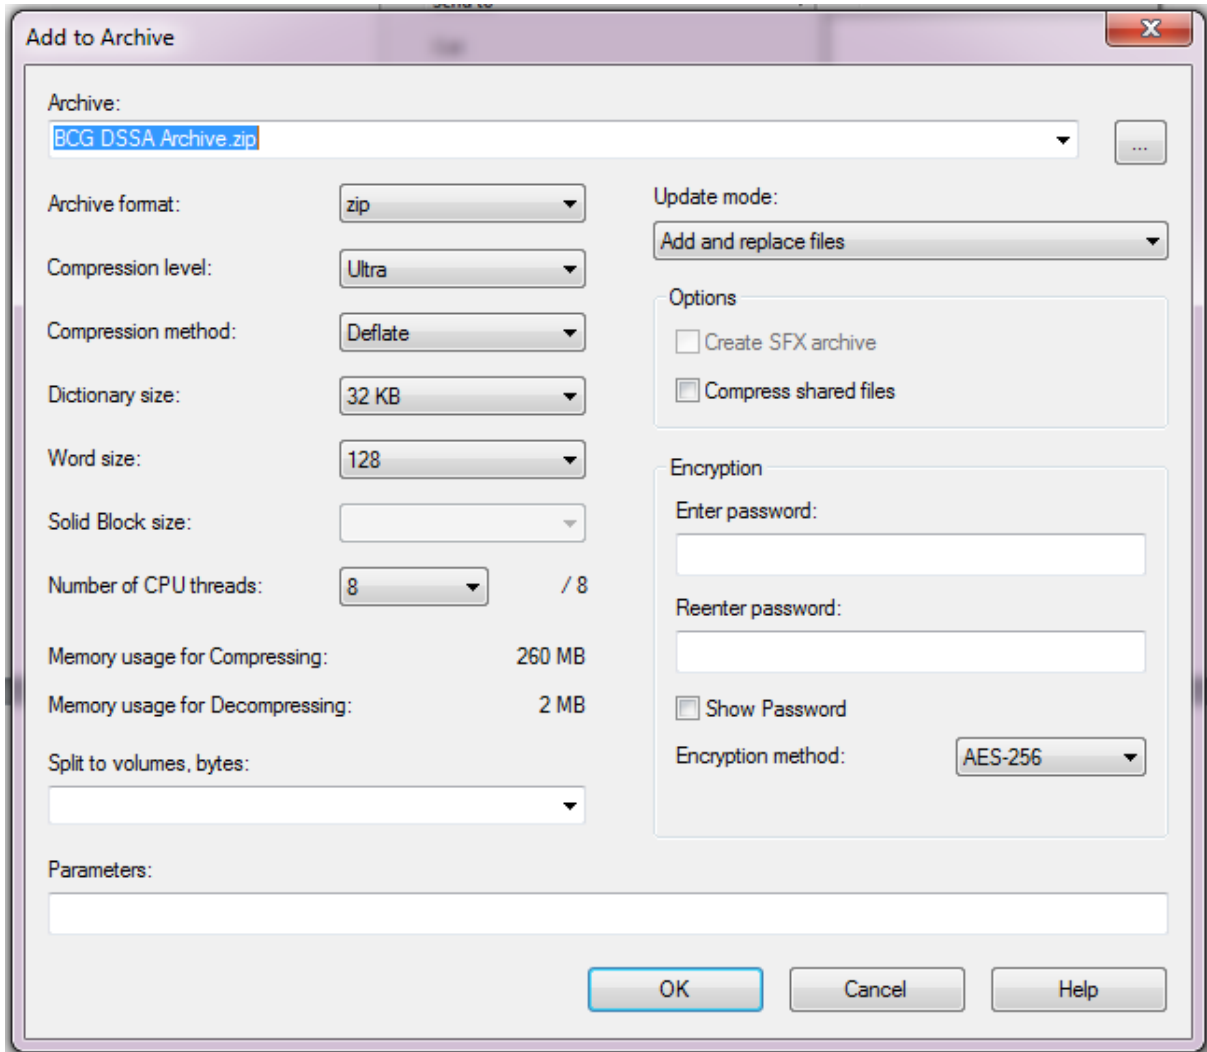 Send to
Add to Archive
Cut
Archive:
BCG DSSA Archive.zip
...
Archive format:
zip
Compression level:
Ultra
Compression method:
Deflate
Dictionary size:
32 KB
Word size:
128
Solid Block size:
Number of CPU threads:
8
/ 8
Memory usage for Compressing:
260 MB
Memory usage for Decompressing:
2 MB
Split to volumes, bytes:
Parameters:
Update mode:
Add and replace files
Options
Create SFX archive
Compress shared files
Encryption
Enter password:
Reenter password:
Show Password
Encryption method:
AES-256
OK
Cancel
Help